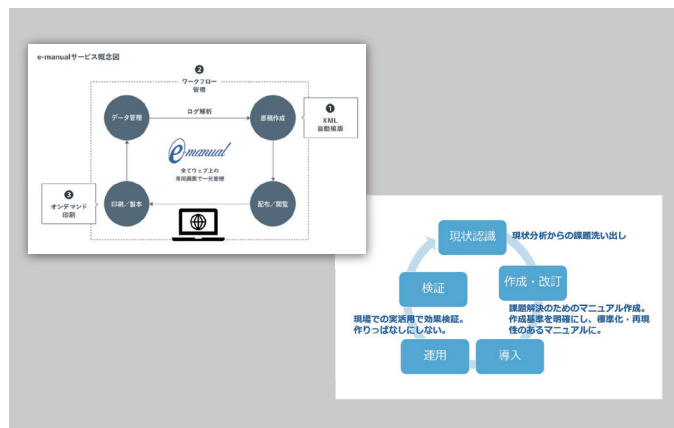 e-manualサービス概念図
❷
ワークフロー
管理
データ管理
ログ解析
原稿作成
❶
XML
自動組版
e-manual
全てウェブ上の
専用画面で一元管理
❸
オンデマンド
印刷
印刷／製本
配布／閲覧
現状認識
現状分析からの課題洗い出し
検証
作成・改訂
課題解決のためのマニュアル作成。
作成基準を明確にし、標準化・再現
性のあるマニュアルに。
現場での実活用で効果検証。
作りっぱなしにしない。
運用
導入